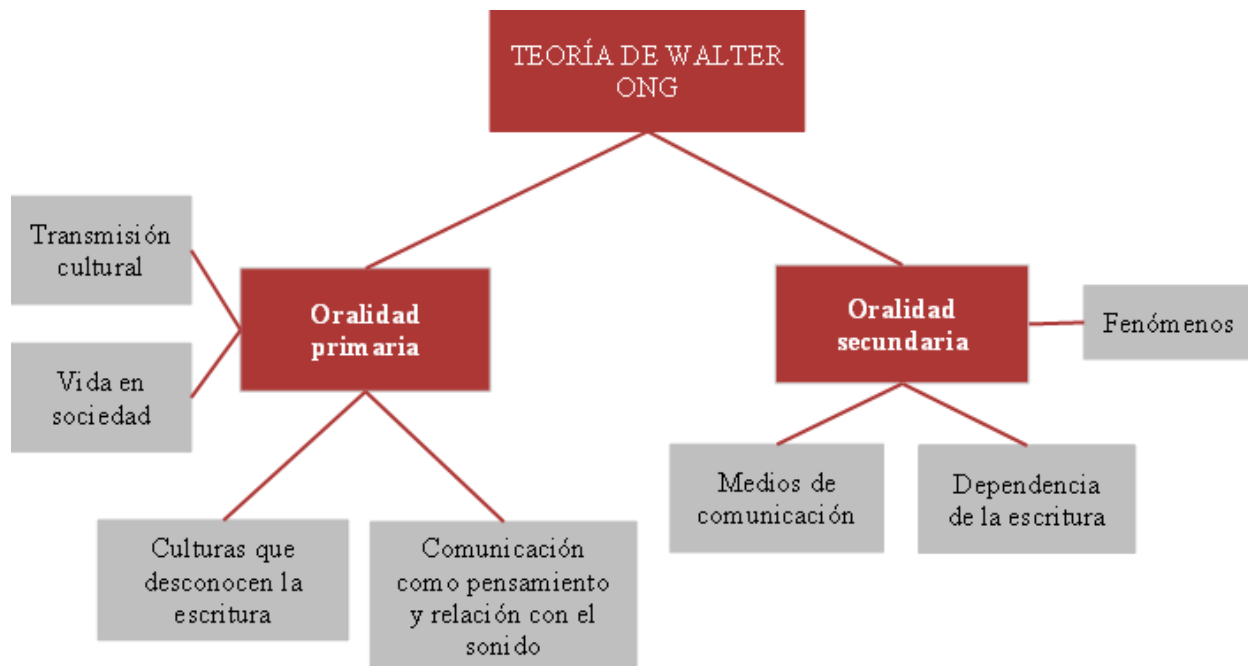 TEORÍA DE WALTER
ONG
Transmisión
cultural
Vida en
sociedad
Oralidad
primaria
Culturas que
desconocen la
escritura
Comunicación
como pensamiento
y relación con el
sonido
Oralidad
secundaria
Fenómenos
Medios de
comunicación
Dependencia
de la escritura